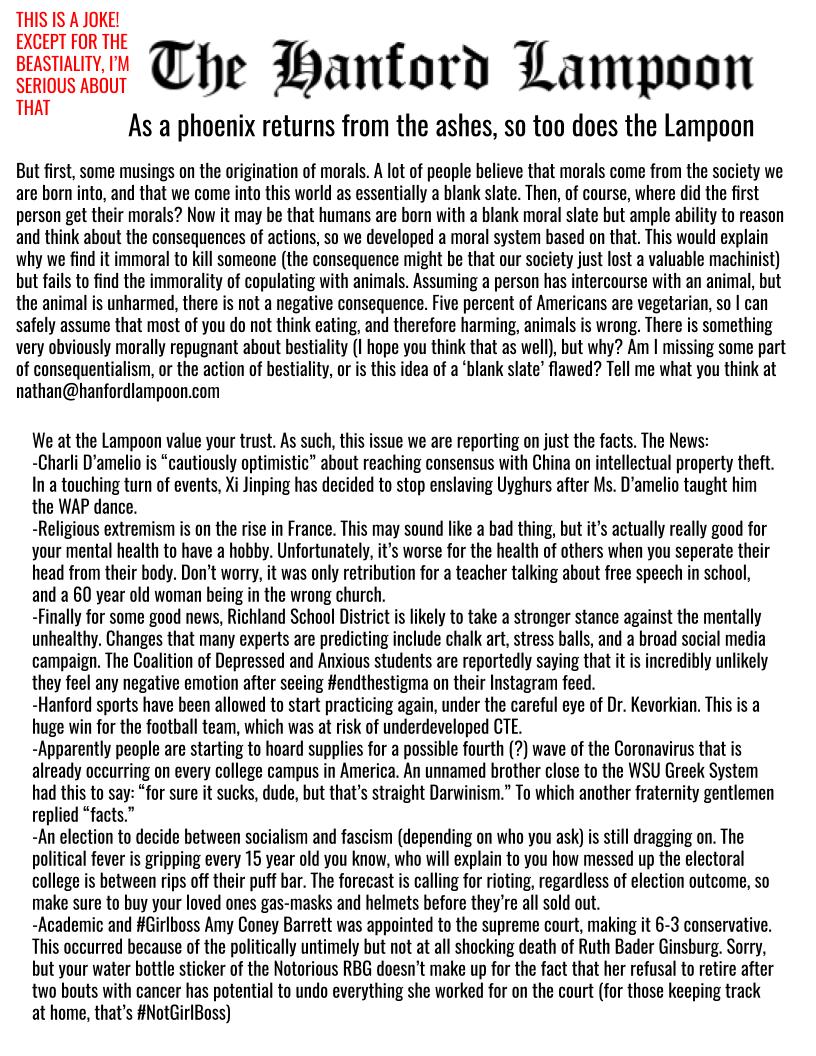 THIS IS A JOKE!
EXCEPT FOR THE
BEASTIALITY, I'M
SERIOUS ABOUT
THAT
The Hanford Lampoon
As a phoenix returns from the ashes, so too does the Lampoon
But first, some musings on the origination of morals. A lot of people believe that morals come from the society we
are born into, and that we come into this world as essentially a blank slate. Then, of course, where did the first
person get their morals? Now it may be that humans are born with a blank moral slate but ample ability to reason
and think about the consequences of actions, so we developed a moral system based on that. This would explain
why we find it immoral to kill someone (the consequence might be that our society just lost a valuable machinist)
but fails to find the immorality of copulating with animals. Assuming a person has intercourse with an animal, but
the animal is unharmed, there is not a negative consequence. Five percent of Americans are vegetarian, so I can
safely assume that most of you do not think eating, and therefore harming, animals is wrong. There is something
very obviously morally repugnant about bestiality (I hope you think that as well), but why? Am I missing some part
of consequentialism, or the action of bestiality, or is this idea of a 'blank slate' flawed? Tell me what you think at
nathan@hanfordlampoon.com
We at the Lampoon value your trust. As such, this issue we are reporting on just the facts. The News:
-Charli D'amelio is "cautiously optimistic" about reaching consensus with China on intellectual property theft.
In a touching turn of events, Xi Jinping has decided to stop enslaving Uyghurs after Ms. D'amelio taught him
the WAP dance.
-Religious extremism is on the rise in France. This may sound like a bad thing, but it's actually really good for
your mental health to have a hobby. Unfortunately, it's worse for the health of others when you seperate their
head from their body. Don't worry, it was only retribution for a teacher talking about free speech in school,
and a 60 year old woman being in the wrong church.
-Finally for some good news, Richland School District is likely to take a stronger stance against the mentally
unhealthy. Changes that many experts are predicting include chalk art, stress balls, and a broad social media
campaign. The Coalition of Depressed and Anxious students are reportedly saying that it is incredibly unlikely
they feel any negative emotion after seeing #endthestigma on their Instagram feed.
-Hanford sports have been allowed to start practicing again, under the careful eye of Dr. Kevorkian. This is a
huge win for the football team, which was at risk of underdeveloped CTE.
-Apparently people are starting to hoard supplies for a possible fourth (?) wave of the Coronavirus that is
already occurring on every college campus in America. An unnamed brother close to the WSU Greek System
had this to say: "for sure it sucks, dude, but that's straight Darwinism." To which another fraternity gentlemen
replied "facts."
-An election to decide between socialism and fascism (depending on who you ask) is still dragging on. The
political fever is gripping every 15 year old you know, who will explain to you how messed up the electoral
college is between rips off their puff bar. The forecast is calling for rioting, regardless of election outcome, so
make sure to buy your loved ones gas-masks and helmets before they're all sold out.
-Academic and #Girlboss Amy Coney Barrett was appointed to the supreme court, making it 6-3 conservative.
This occurred because of the politically untimely but not at all shocking death of Ruth Bader Ginsburg. Sorry,
but your water bottle sticker of the Notorious RBG doesn't make up for the fact that her refusal to retire after
two bouts with cancer has potential to undo everything she worked for on the court (for those keeping track
at home, that's #NotGirlBoss)